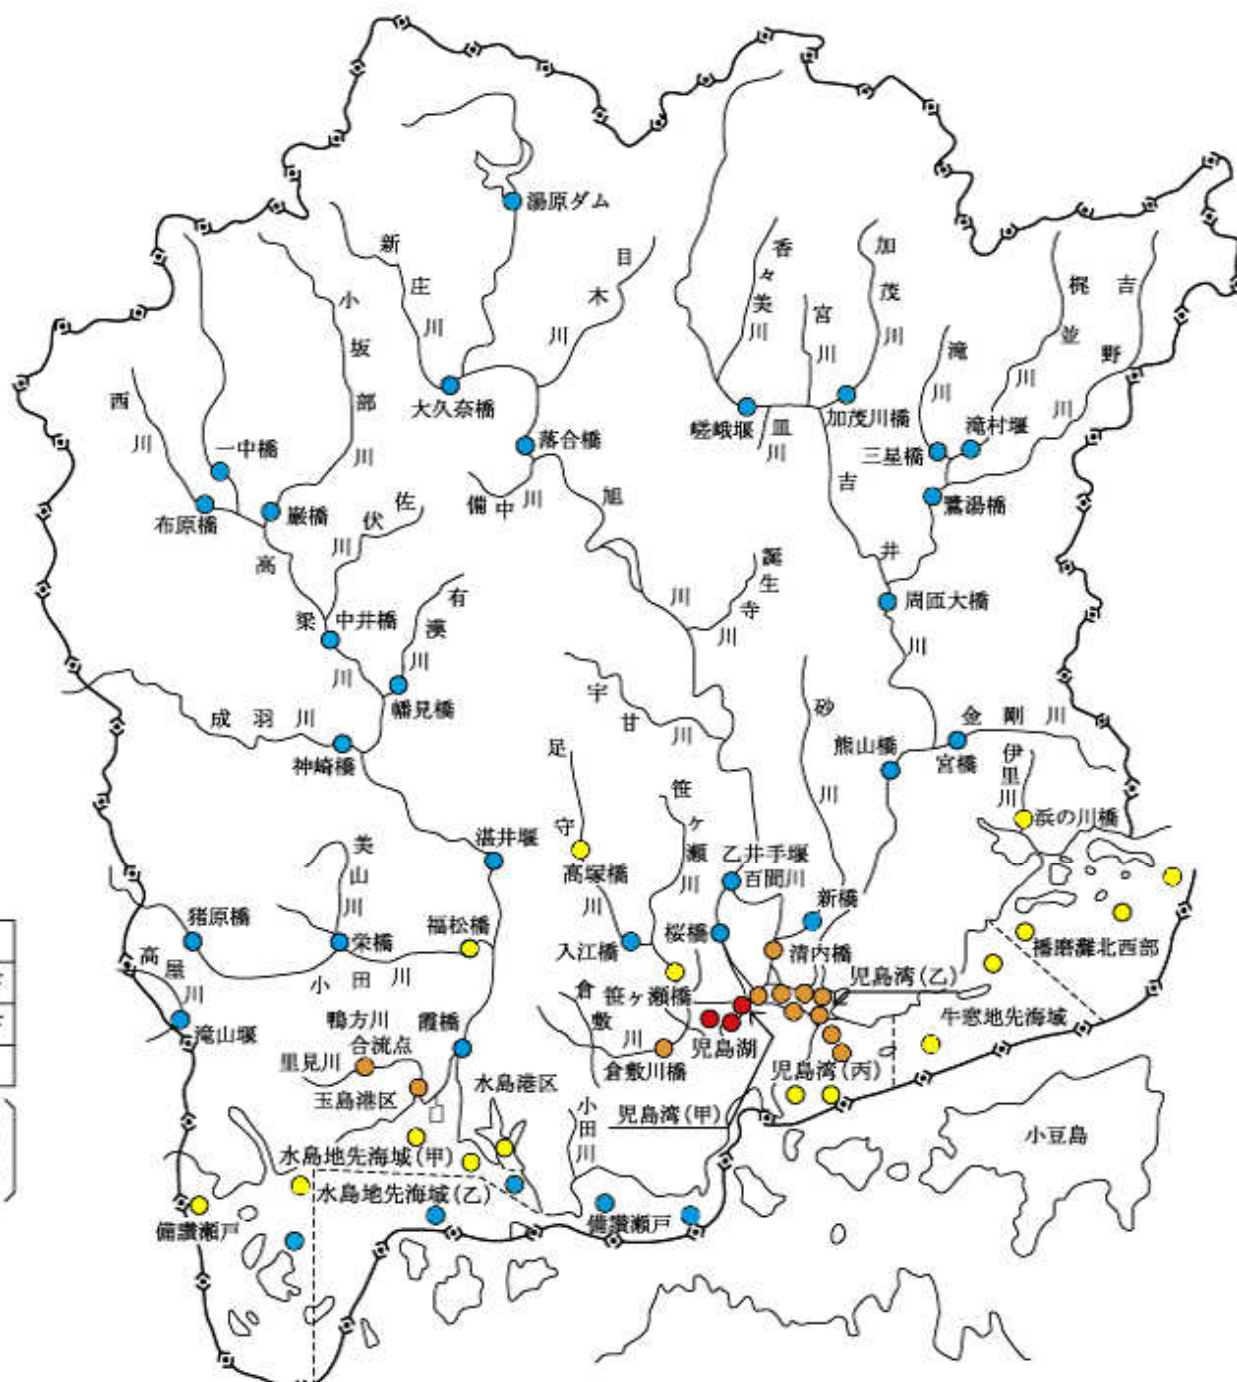 湯原ダム
新庄川
目木川
小坂部川
香々美川
宮川
加茂川
梶並川
吉野川
滝川
西川
大久奈橋
嵯峨堰
皿川
加茂川橋
滝村堰
三星橋
一中橋
落合橋
備中川
旭川
吉井川
鷺湯橋
布原橋
巌橋
佐伏川
高梁川
誕生寺川
周匝大橋
中井橋
有漢川
幡見橋
宇甘川
砂川
成羽川
神崎橋
足守川
笹ヶ瀬川
熊山橋
宮橋
金剛川
伊里川
浜の川橋
湛井堰
高塚橋
乙井手堰
百間川
美山川
猪原橋
栄橋
福松橋
入江橋
桜橋
新橋
清内橋
播磨灘北西部
小田川
高屋川
滝山堰
笹ヶ瀬橋
児島湾(乙)
倉敷川
児島湖
牛窓地先海域
鴨方川
合流点
里見川
霞橋
倉敷川橋
玉島港区
水島港区
児島湾(丙)
児島湾(甲)
小田川
小豆島
水島地先海域(甲)
水島地先海域(乙)
備讃瀬戸
備讃瀬戸